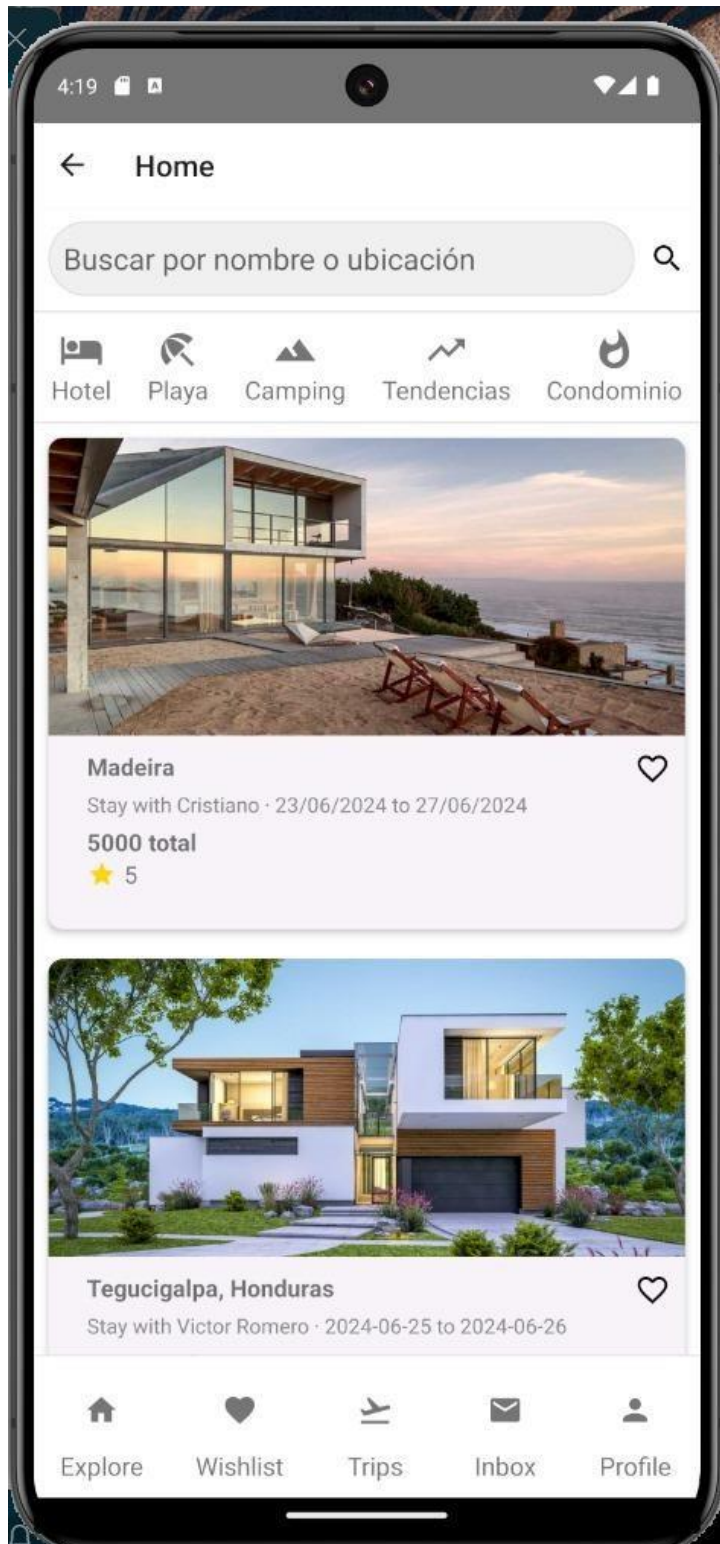 4:19
Home
Buscar por nombre o ubicación
Hotel Playa Camping Tendencias Condominio
Madeira
Stay with Cristiano · 23/06/2024 to 27/06/2024
5000 total
5
Tegucigalpa, Honduras
Stay with Victor Romero · 2024-06-25 to 2024-06-26
Explore Wishlist Trips Inbox Profile